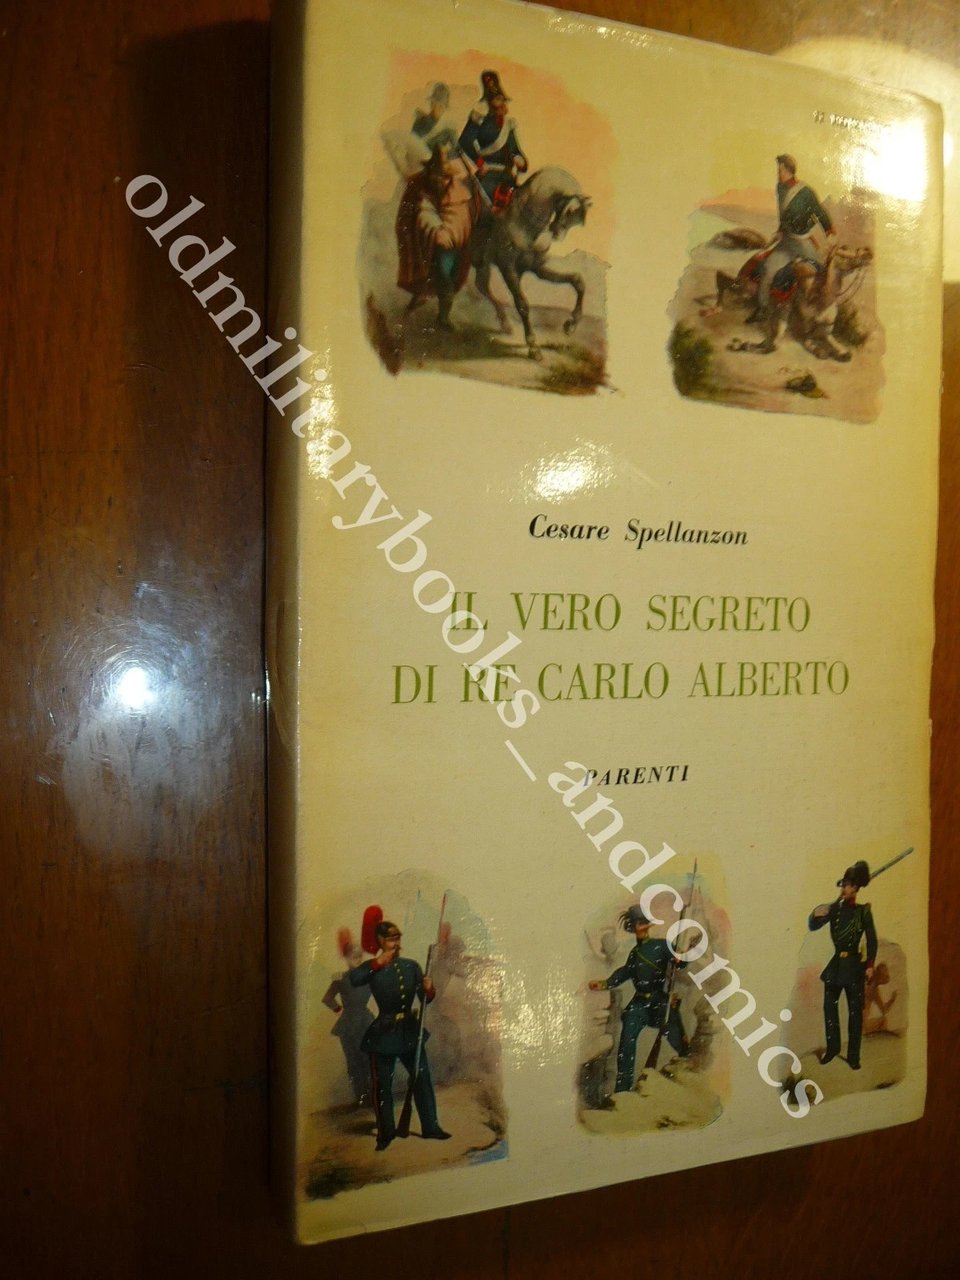 Cesare Spellanzon
IL VERO SEGRETO
DI RE CARLO ALBERTO
PARENTI
oldmilitarybooks_andcomics